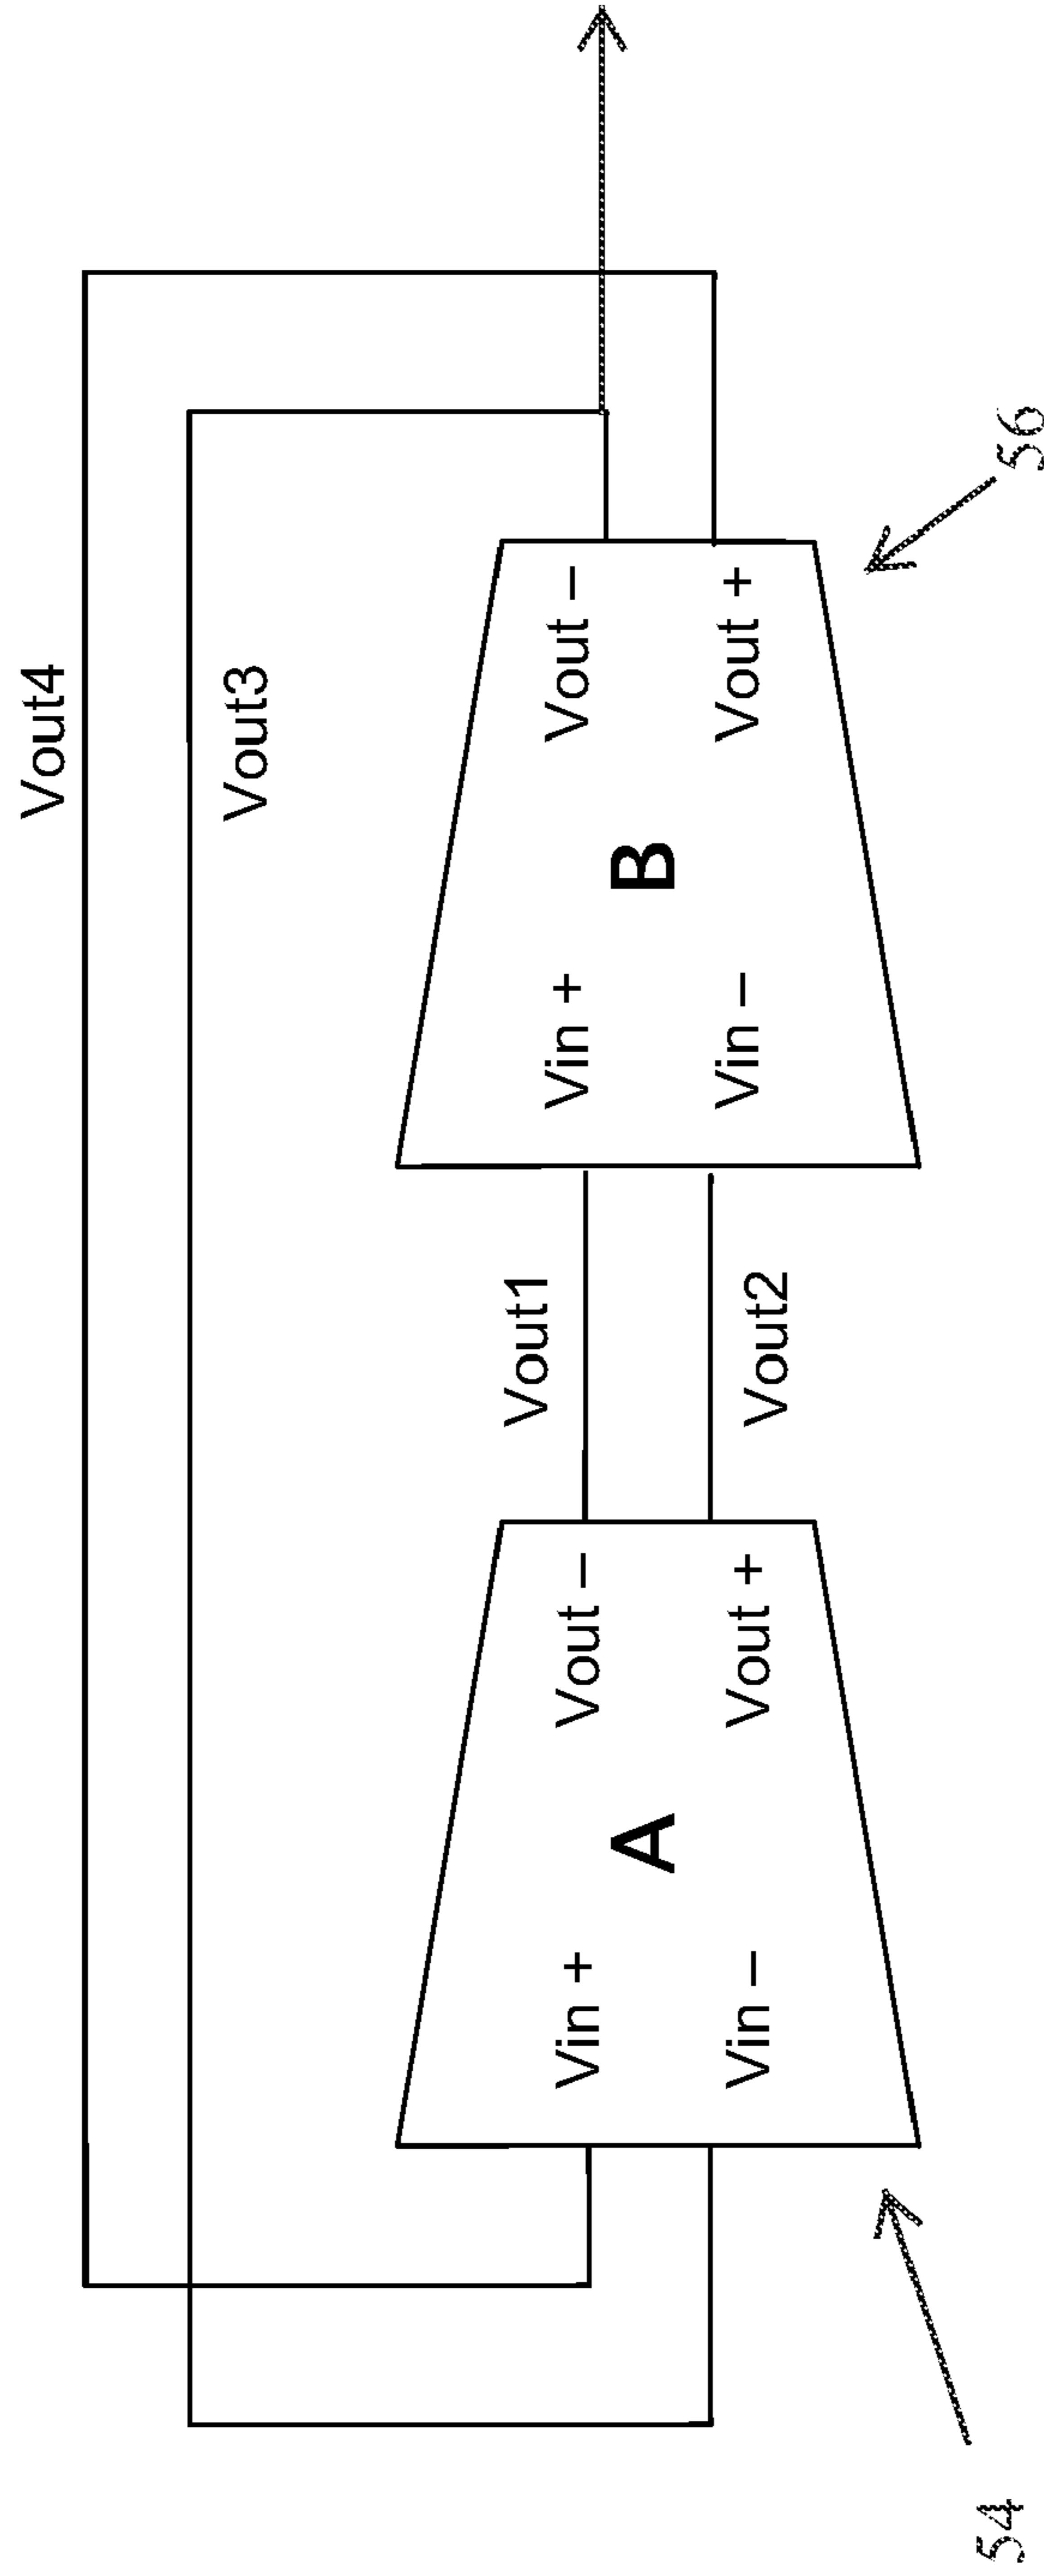 Vout4
Vout3
Vin +
Vout –
Vin –
Vout +
A
Vout1
Vout2
Vin +
Vout –
Vin –
Vout +
B
54
56